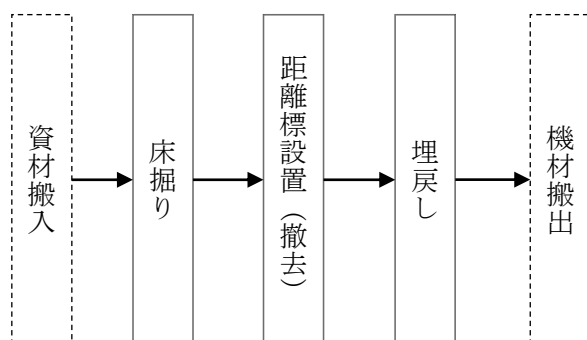 資材搬入
床掘り
距離標設置（撤去）
埋戻し
機材搬出